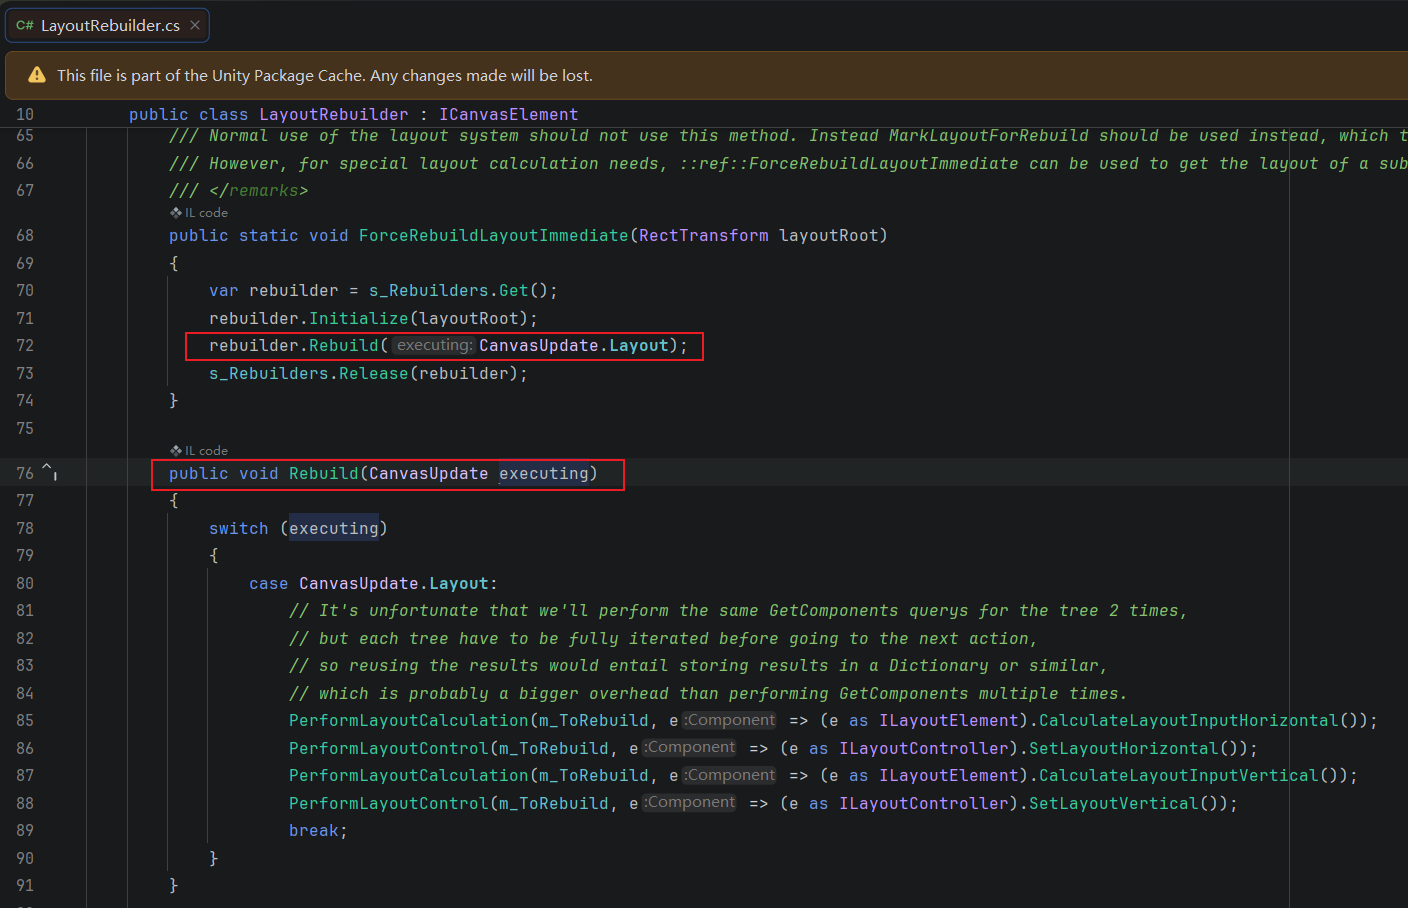 C# LayoutRebuilder.cs ×
This file is part of the Unity Package Cache. Any changes made will be lost.
10 public class LayoutRebuilder : ICanvasElement
65 /// Normal use of the layout system should not use this method. Instead MarkLayoutForRebuild should be used instead, which t
66 /// However, for special layout calculation needs, ::ref::ForceRebuildLayoutImmediate can be used to get the layout of a sub
67 /// </remarks>
IL code
68 public static void ForceRebuildLayoutImmediate(RectTransform layoutRoot)
69 {
70 var rebuilder = s_Rebuilders.Get();
71 rebuilder.Initialize(layoutRoot);
72 rebuilder.Rebuild( executing: CanvasUpdate.Layout);
73 s_Rebuilders.Release(rebuilder);
74 }
75
IL code
76 public void Rebuild(CanvasUpdate executing)
77 {
78 switch (executing)
79 {
80 case CanvasUpdate.Layout:
81 // It's unfortunate that we'll perform the same GetComponents querys for the tree 2 times,
82 // but each tree have to be fully iterated before going to the next action,
83 // so reusing the results would entail storing results in a Dictionary or similar,
84 // which is probably a bigger overhead than performing GetComponents multiple times.
85 PerformLayoutCalculation(m_ToRebuild, e :Component => (e as ILayoutElement).CalculateLayoutInputHorizontal());
86 PerformLayoutControl(m_ToRebuild, e :Component => (e as ILayoutController).SetLayoutHorizontal());
87 PerformLayoutCalculation(m_ToRebuild, e :Component => (e as ILayoutElement).CalculateLayoutInputVertical());
88 PerformLayoutControl(m_ToRebuild, e :Component => (e as ILayoutController).SetLayoutVertical());
89 break;
90 }
91 }